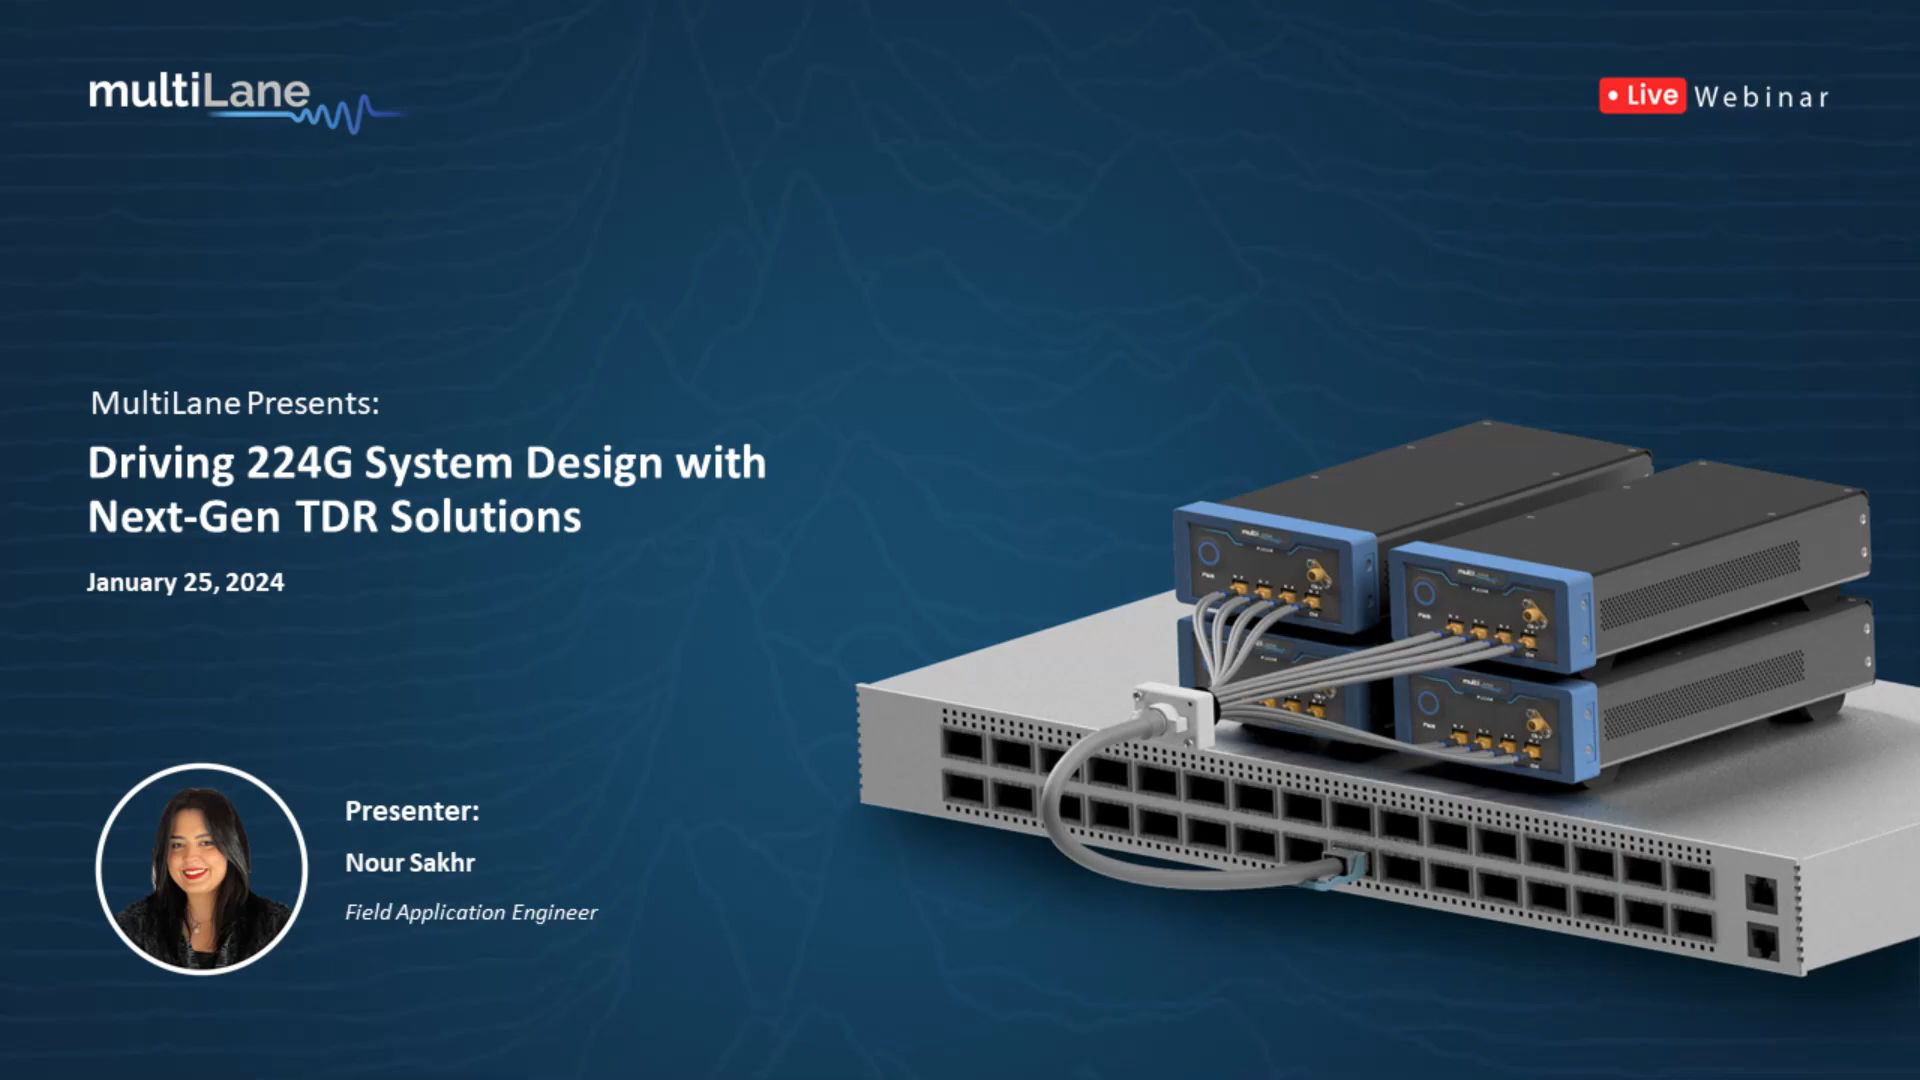 multiLane
• Live Webinar
MultiLane Presents:
Driving 224G System Design with
Next-Gen TDR Solutions
January 25, 2024
Presenter:
Nour Sakhr
Field Application Engineer